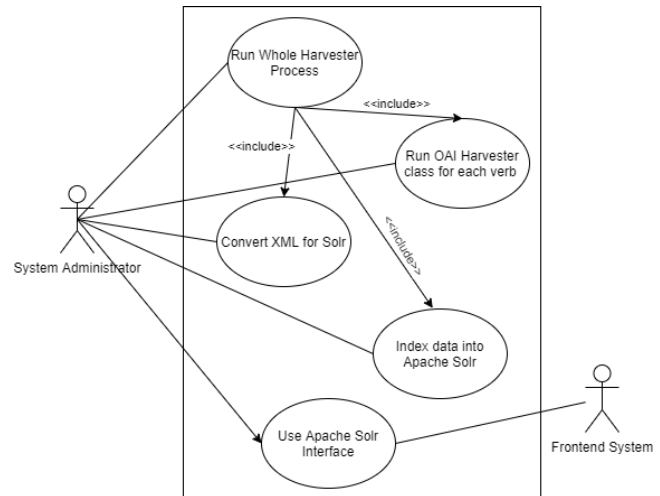 Run Whole Harvester
Process
<<include>>
<<include>>
Run OAI Harvester
class for each verb
<<include>>
Convert XML for Solr
System Administrator
Index data into
Apache Solr
Use Apache Solr
Interface
Frontend System